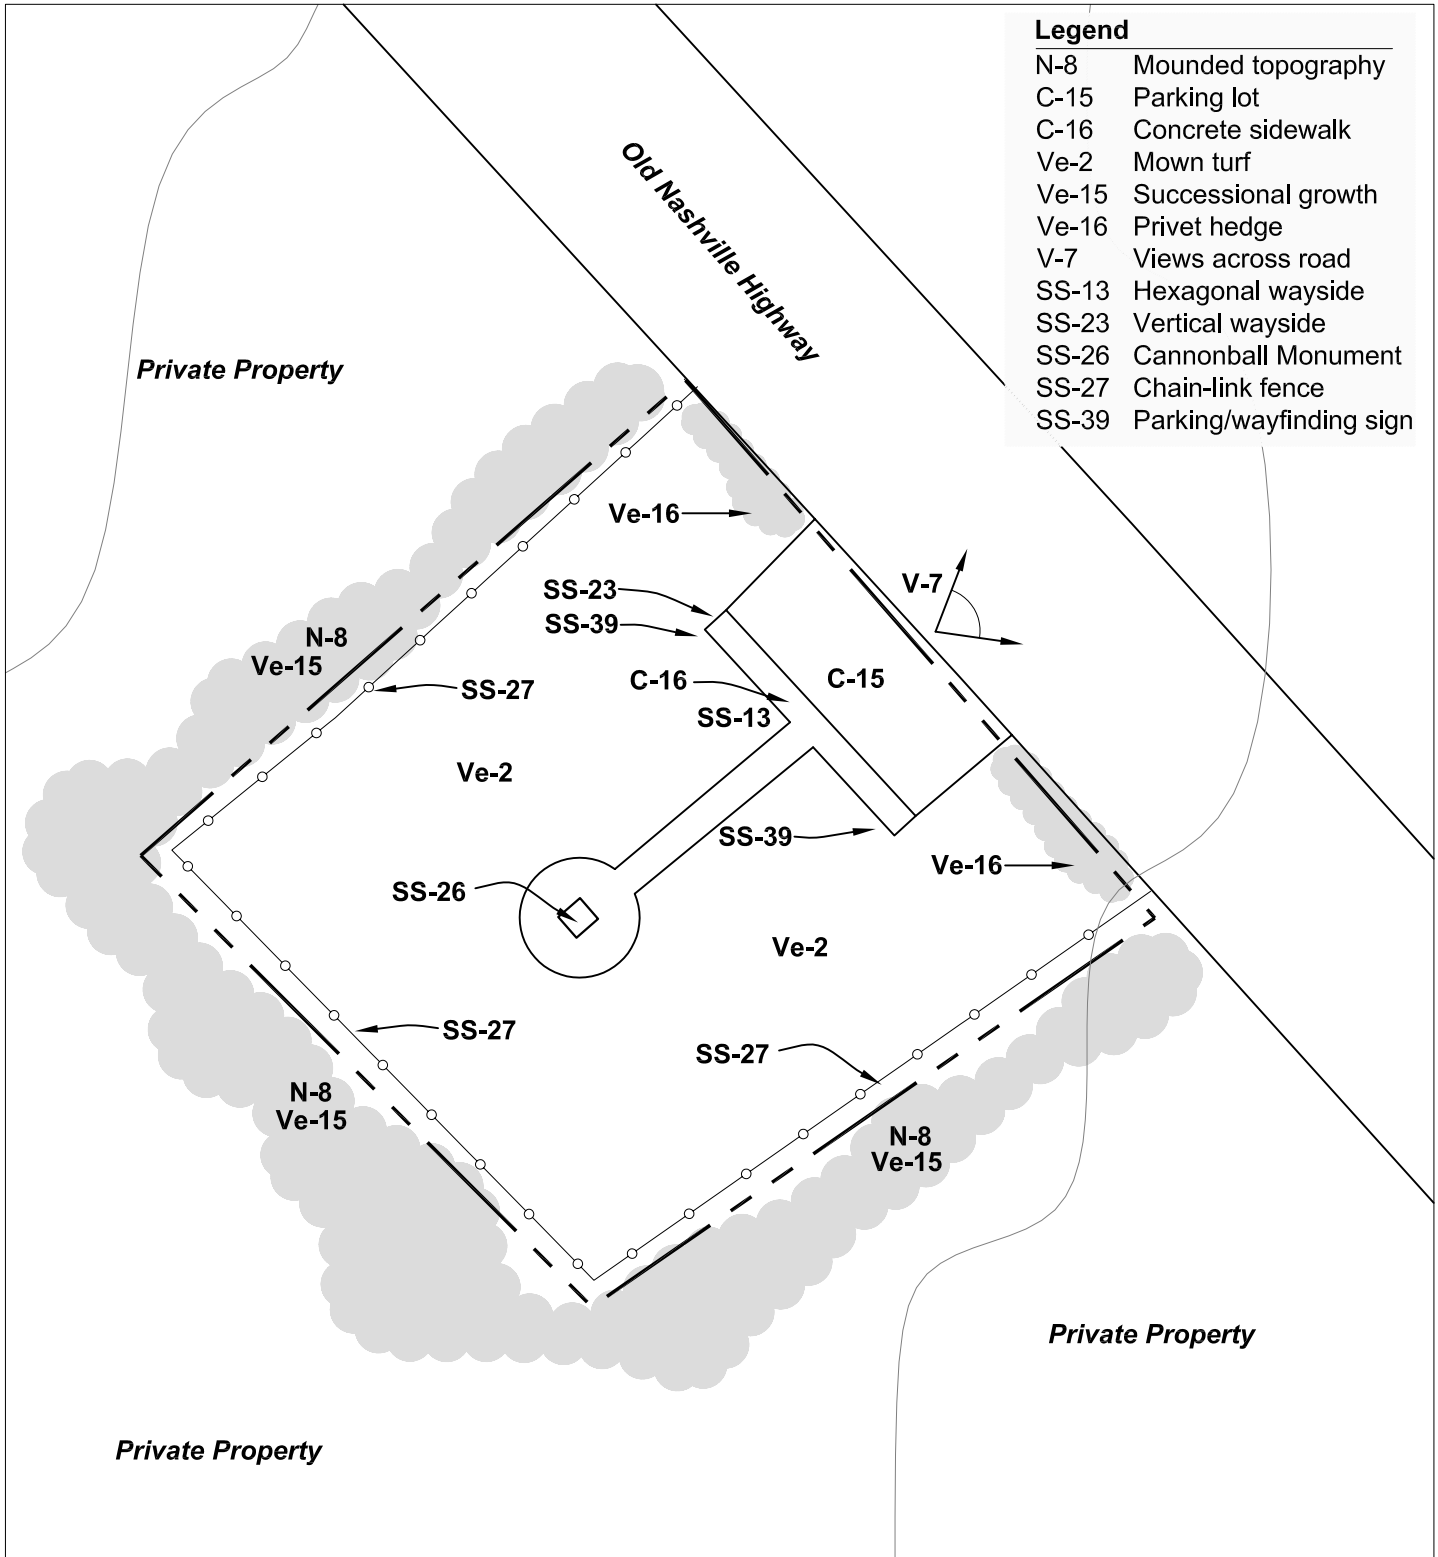 Legend
N-8 Mounded topography
C-15 Parking lot
C-16 Concrete sidewalk
Ve-2 Mown turf
Ve-15 Successional growth
Ve-16 Privet hedge
V-7 Views across road
SS-13 Hexagonal wayside
SS-23 Vertical wayside
SS-26 Cannonball Monument
SS-27 Chain-link fence
SS-39 Parking/wayfinding sign
Old Nashville Highway
Private Property
Ve-16
V-7
SS-23
SS-39
N-8
Ve-15
C-16
C-15
SS-27
SS-13
Ve-2
SS-39
Ve-16
SS-26
Ve-2
SS-27
SS-27
N-8
Ve-15
N-8
Ve-15
Private Property
Private Property